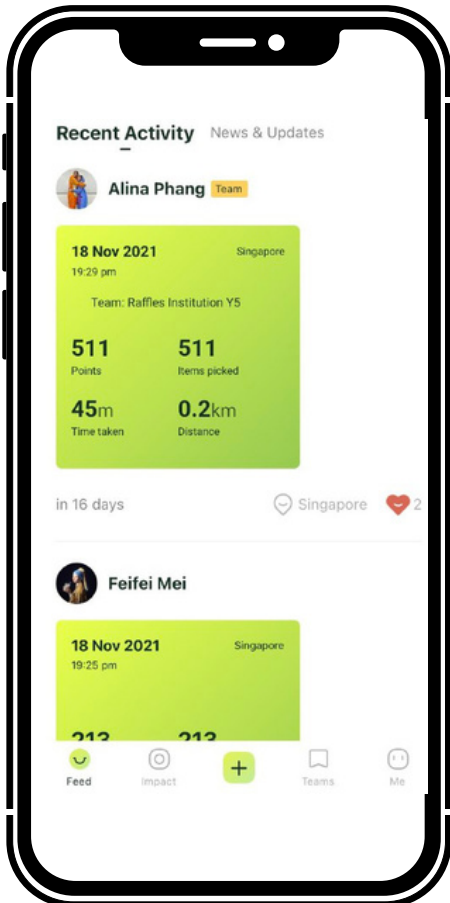 Recent Activity News & Updates
Alina Phang Team
18 Nov 2021 Singapore
19:29 pm
Team: Raffles Institution Y5
511 511
Points Items picked
45m 0.2km
Time taken Distance
in 16 days Singapore 2
Feifei Mei
18 Nov 2021 Singapore
19:25 pm
213 213
Feed Impact Teams Me